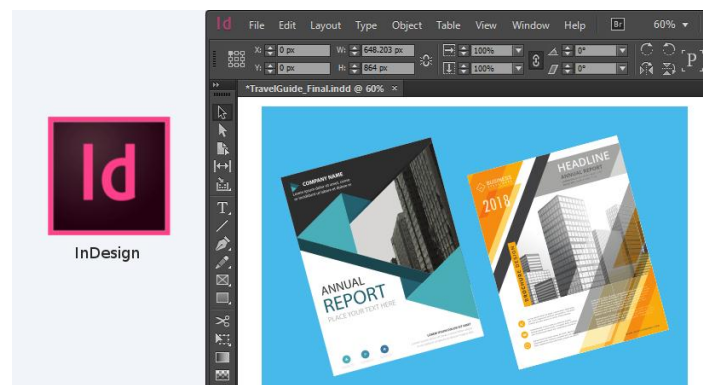 Id
InDesign
Id File Edit Layout Type Object Table View Window Help Br 60%
X: 0 px W: 648.203 px 100% 0°
Y: 0 px H: 864 px 100% 0° P
*TravelGuide_Final.indd @ 60% ×
T
COMPANY NAME
ANNUAL
REPORT
PLACE YOUR TEXT HERE
BUSINESS
2018
HEADLINE
ANNUAL REPORT
BROCHURE DESIGN